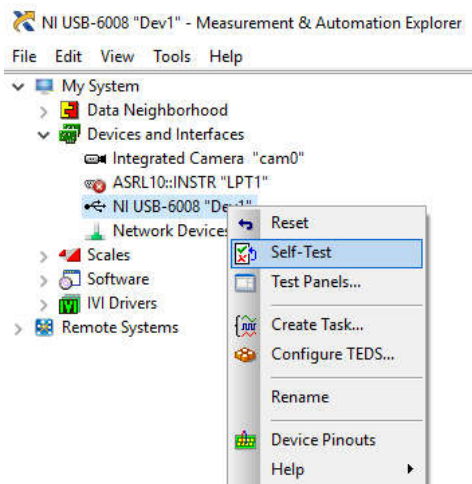 NI USB-6008 "Dev1" - Measurement & Automation Explorer
File Edit View Tools Help
My System
Data Neighborhood
Devices and Interfaces
Integrated Camera "cam0"
ASRL10::INSTR "LPT1"
NI USB-6008 "Dev1"
Network Devices
Scales
Software
IVI Drivers
Remote Systems
Reset
Self-Test
Test Panels...
Create Task...
Configure TEDS...
Rename
Device Pinouts
Help